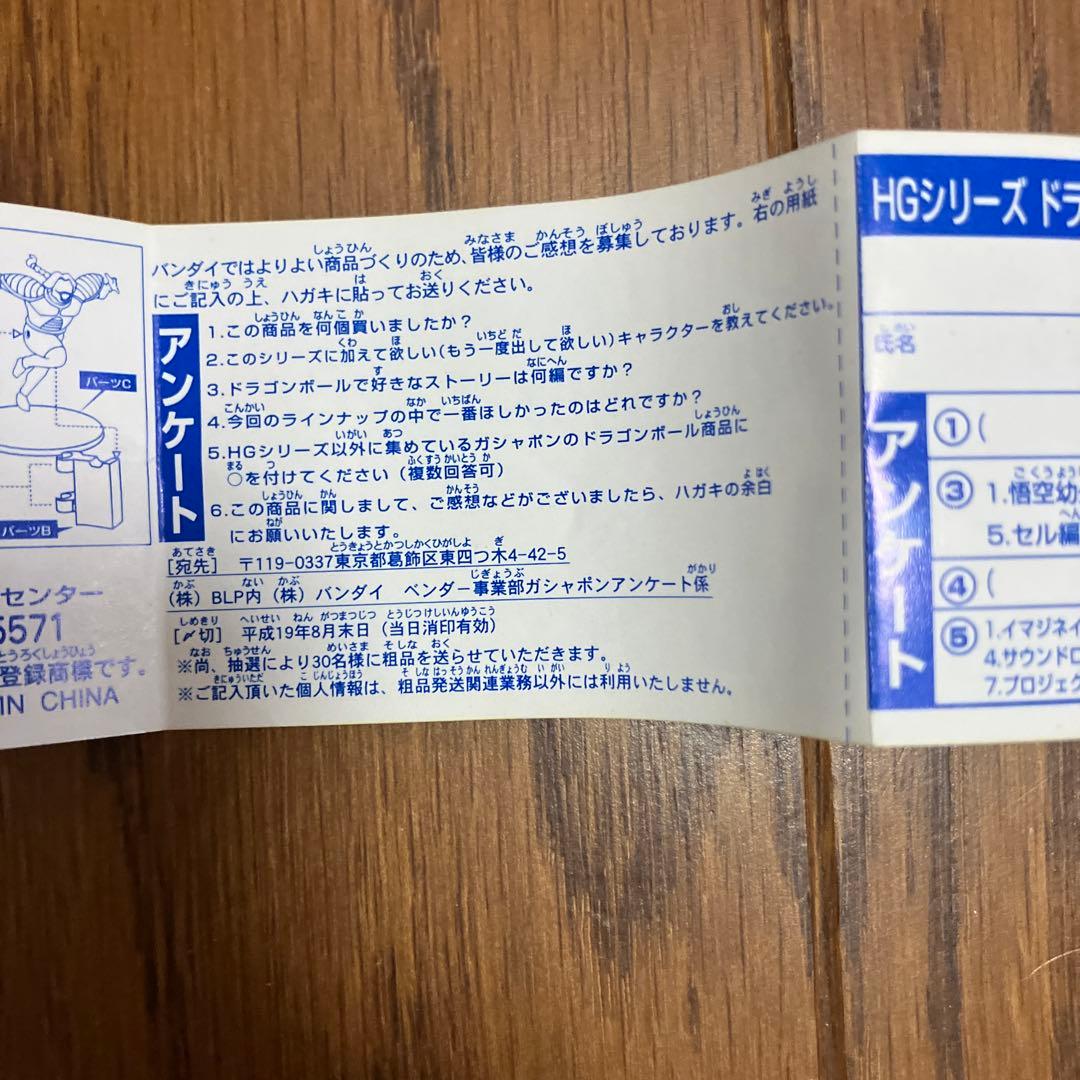 パーツC
パーツB
センター
5571
登録商標です。
IN CHINA
バンダイではよりよい商品づくりのため、皆様のご感想を募集しております。右の用紙
にご記入の上、ハガキに貼ってお送りください。
アンケート
1.この商品を何個買いましたか？
2.このシリーズに加えて欲しい(もう一度出して欲しい)キャラクターを教えてください。
3.ドラゴンボールで好きなストーリーは何編ですか？
4.今回のラインナップの中で一番ほしかったのはどれですか？
5.HGシリーズ以外に集めているガシャポンのドラゴンボール商品に
○を付けてください(複数回答可)
6.この商品に関しまして、ご感想などがございましたら、ハガキの余白
にお願いいたします。
[宛先] 〒119-0337東京都葛飾区東四つ木4-42-5
(株)BLP内(株)バンダイ ベンダー事業部ガシャポンアンケート係
[〆切] 平成19年8月末日(当日消印有効)
※尚、抽選により30名様に粗品を送らせていただきます。
※ご記入頂いた個人情報は、粗品発送関連業務以外には利用いたしません。
HGシリーズ ドラ
氏名
アンケート
①(
③ 1.悟空幼
5.セル編
④(
⑤ 1.イマジネイ
4.サウンドロ
7.プロジェク